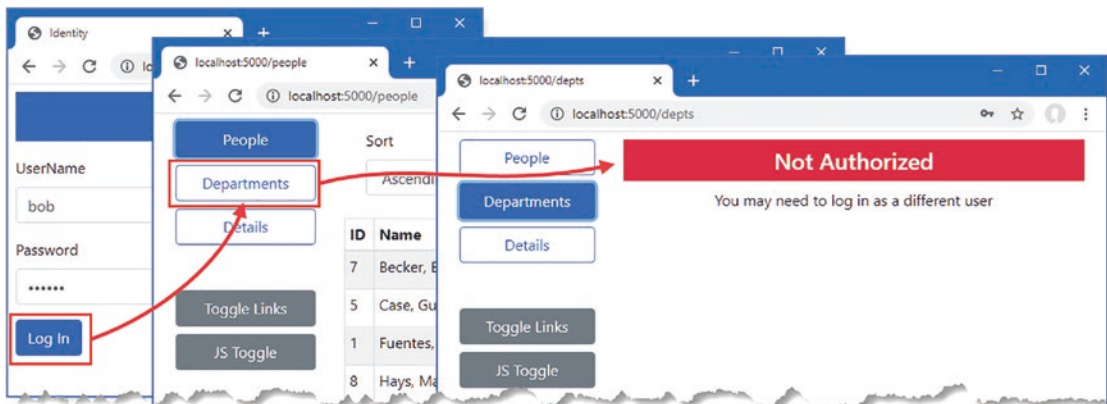 Identity
UserName
bob
Password
••••••
Log In
localhost:5000/people
localhost:5000/people
People
Departments
Details
Toggle Links
JS Toggle
Sort
ID Name
7 Becker,
5 Case,
1 Fuentes,
8 Hays,
localhost:5000/depts
localhost:5000/depts
People
Departments
Details
Toggle Links
JS Toggle
Not Authorized
You may need to log in as a different user